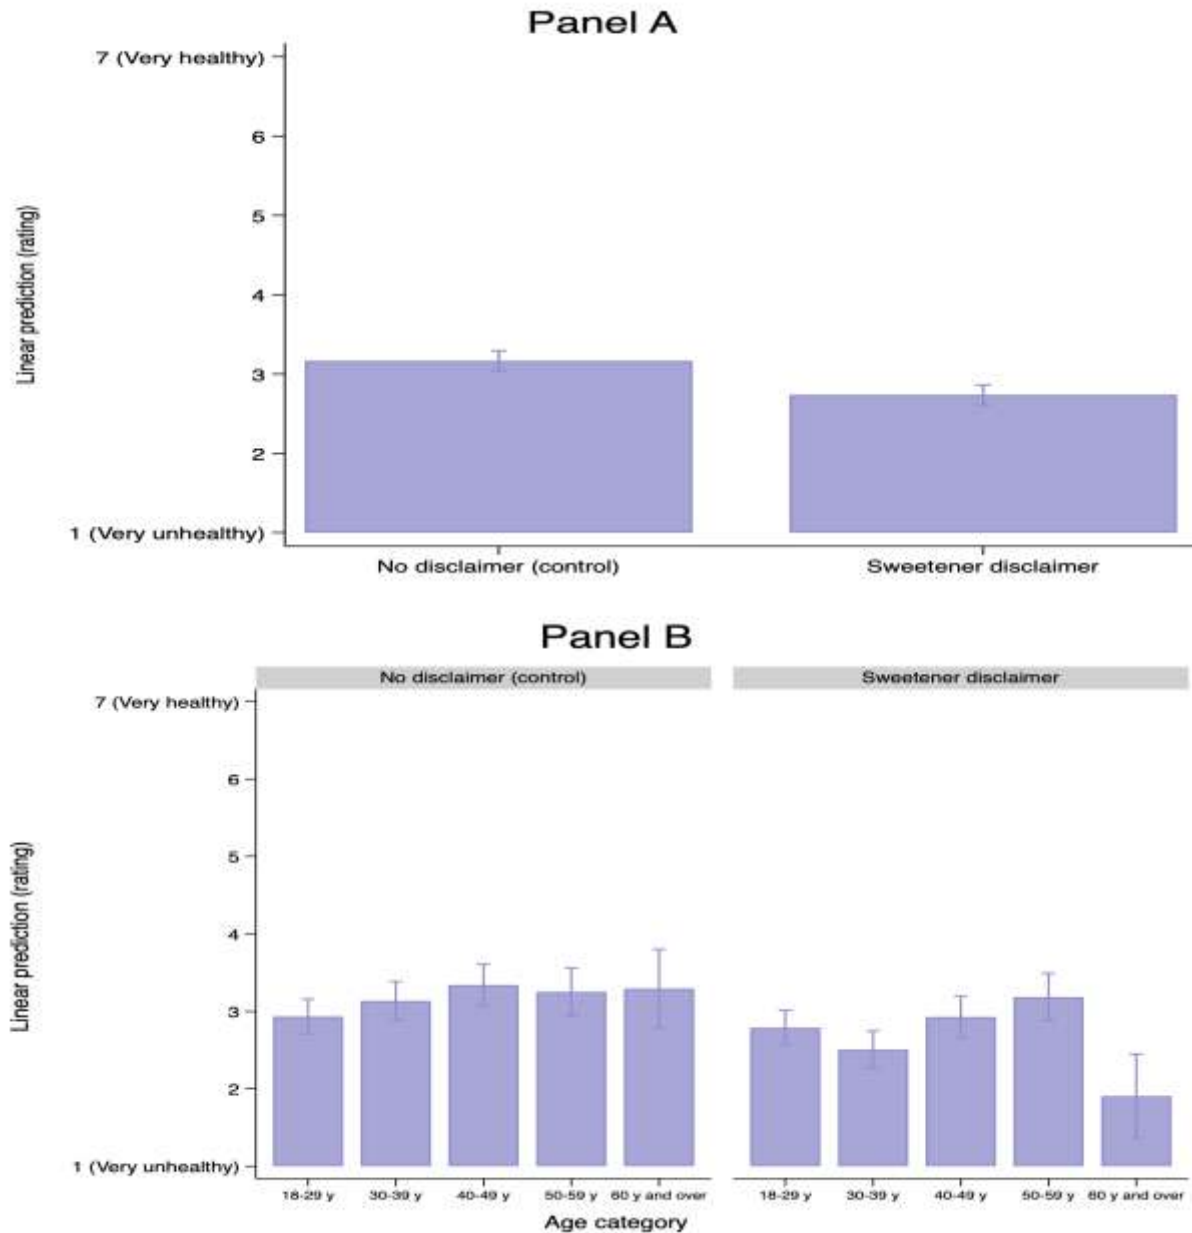 Panel A
Linear prediction (rating)
7 (Very healthy)
6
5
4
3
2
1 (Very unhealthy)
No disclaimer (control) Sweetener disclaimer
Panel B
No disclaimer (control) Sweetener disclaimer
Linear prediction (rating)
7 (Very healthy)
6
5
4
3
2
1 (Very unhealthy)
18-29 y 30-39 y 40-49 y 50-59 y 60 y and over 18-29 y 30-39 y 40-49 y 50-59 y 60 y and over
Age category